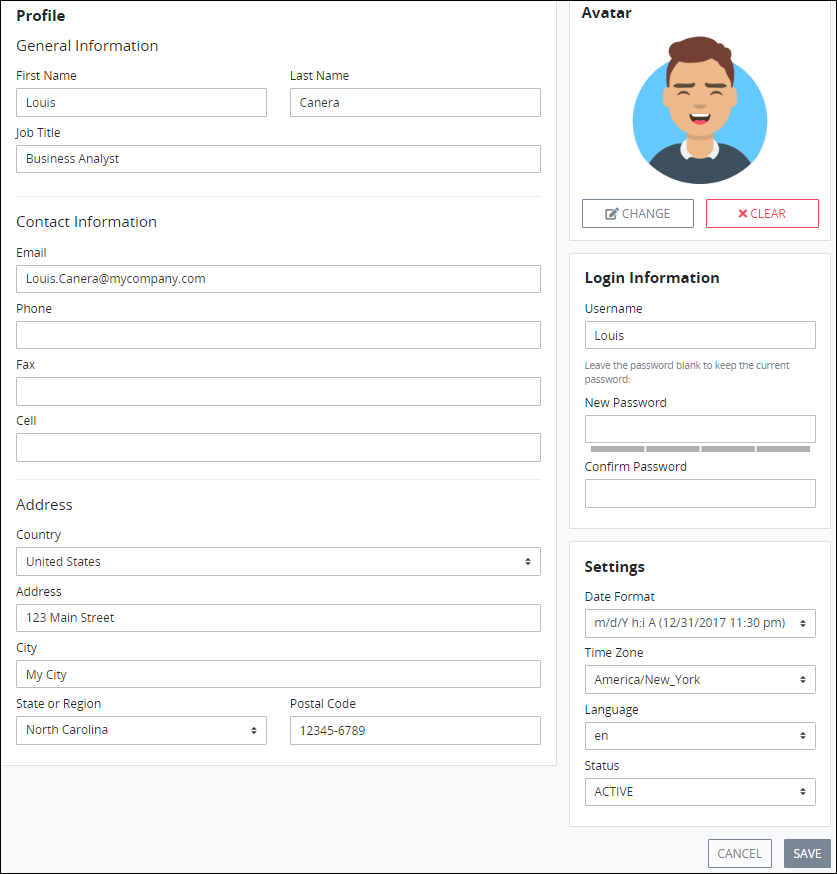 Profile
General Information
First Name
Last Name
Louis
Canera
Job Title
Business Analyst
Contact Information
Email
Louis.Canera@mycompany.com
Phone
Fax
Cell
Address
Country
United States
Address
123 Main Street
City
My City
State or Region
Postal Code
North Carolina
12345-6789
Avatar
CHANGE
CLEAR
Login Information
Username
Louis
Leave the password blank to keep the current
password:
New Password
Confirm Password
Settings
Date Format
m/d/Y h:i A (12/31/2017 11:30 pm)
Time Zone
America/New_York
Language
en
Status
ACTIVE
CANCEL
SAVE